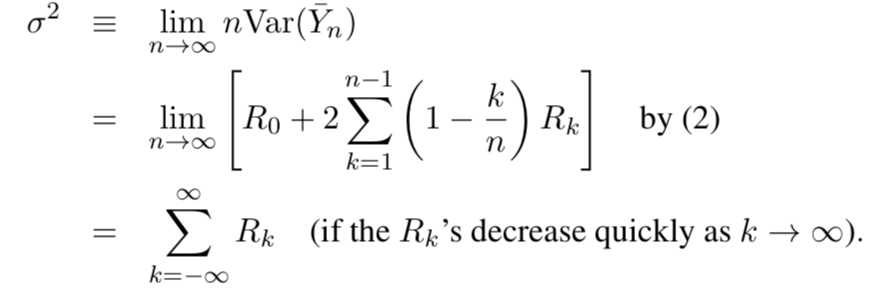 σ² ≡ lim_{n→∞} nVar(Ȳ_n)
= lim_{n→∞} [R_0 + 2 ∑_{k=1}^{n−1} (1 − k/n) R_k] by (2)
= ∑_{k=−∞}^{∞} R_k (if the R_k's decrease quickly as k → ∞).